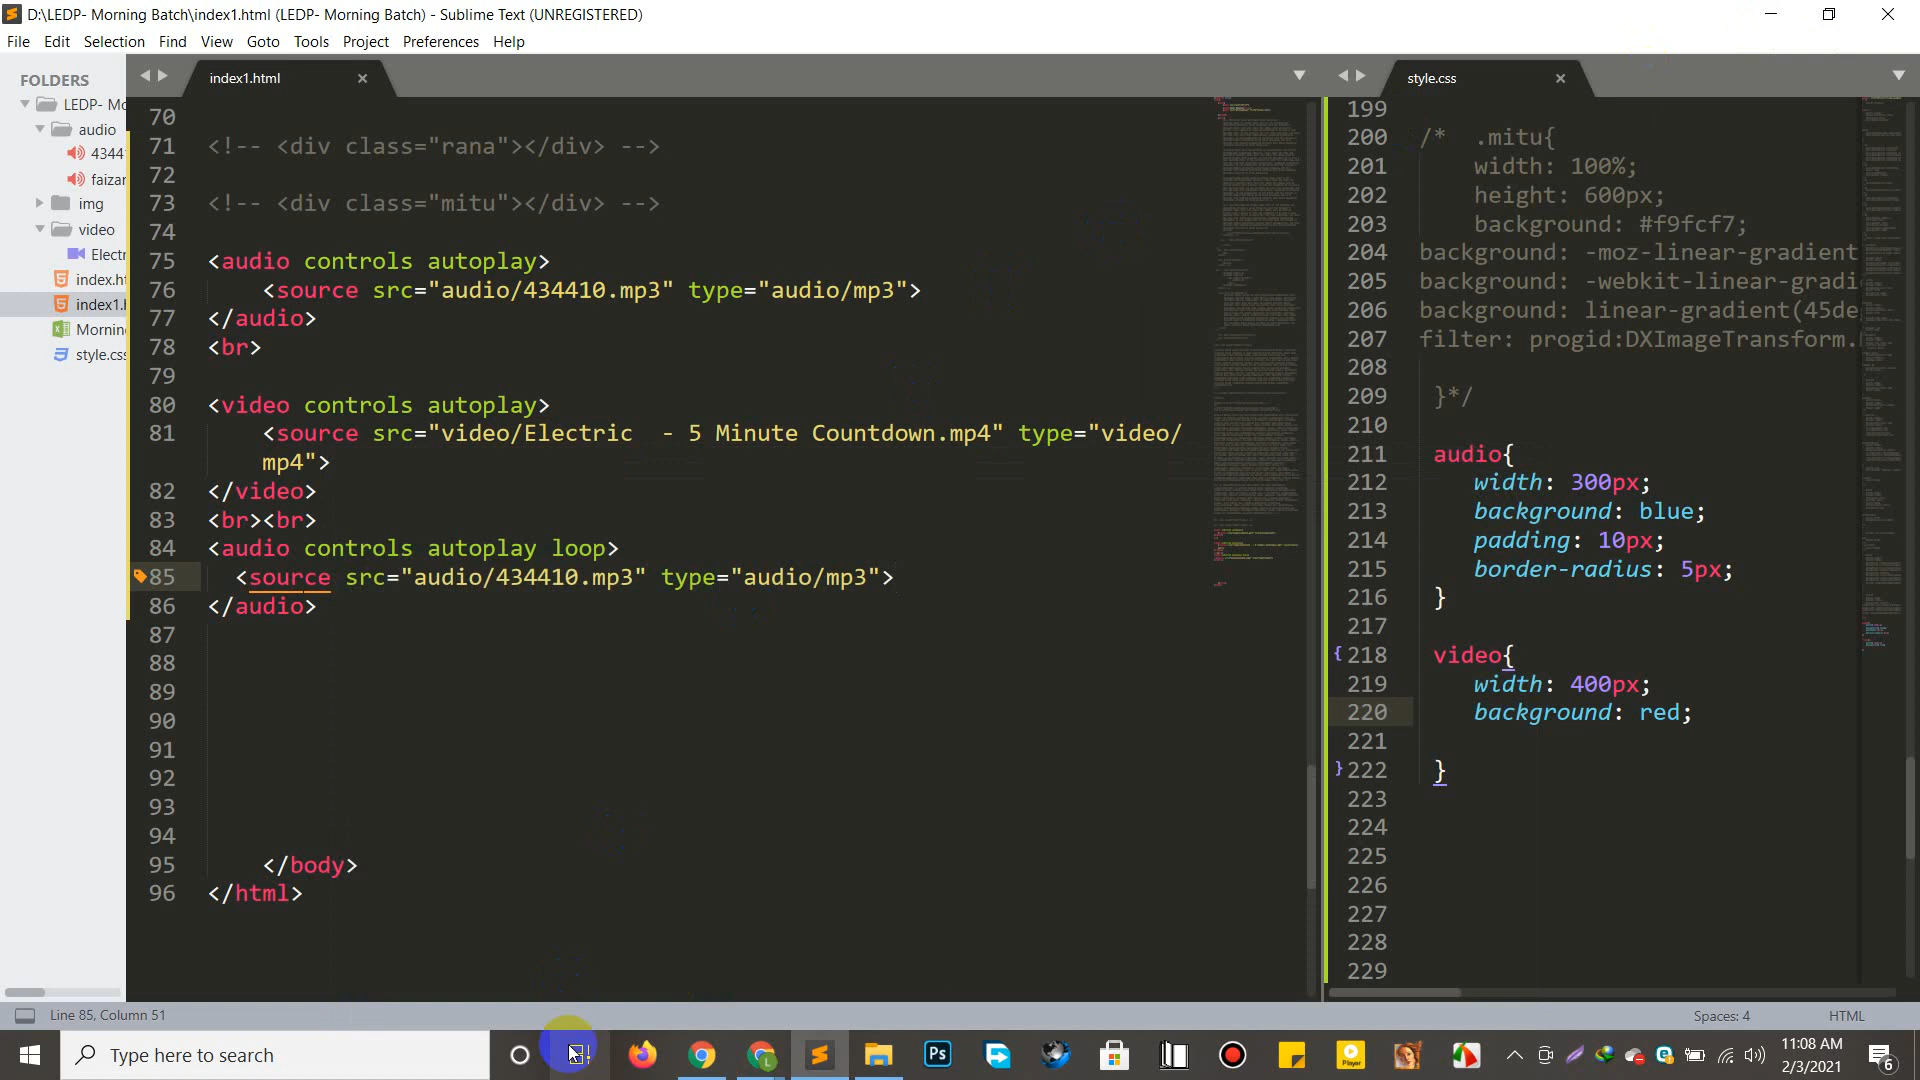 D:\LEDP- Morning Batch\index1.html (LEDP- Morning Batch) - Sublime Text (UNREGISTERED)
File Edit Selection Find View Goto Tools Project Preferences Help
FOLDERS
LEDP- Mo
audio
4344
faizan
img
video
Electr
index.ht
index1.h
Mornin
style.css
index1.html
70
71 <!-- <div class="rana"></div> -->
72
73 <!-- <div class="mitu"></div> -->
74
75 <audio controls autoplay>
76 <source src="audio/434410.mp3" type="audio/mp3">
77 </audio>
78 <br>
79
80 <video controls autoplay>
81 <source src="video/Electric  - 5 Minute Countdown.mp4" type="video/
mp4">
82 </video>
83 <br><br>
84 <audio controls autoplay loop>
85 <source src="audio/434410.mp3" type="audio/mp3">
86 </audio>
87
88
89
90
91
92
93
94
95 </body>
96 </html>
style.css
199
200 /*  .mitu{
201 width: 100%;
202 height: 600px;
203 background: #f9fcf7;
204 background: -moz-linear-gradient
205 background: -webkit-linear-gradi
206 background: linear-gradient(45de
207 filter: progid:DXImageTransform.
208
209 }*/
210
211 audio{
212 width: 300px;
213 background: blue;
214 padding: 10px;
215 border-radius: 5px;
216 }
217
218 video{
219 width: 400px;
220 background: red;
221
222 }
223
224
225
226
227
228
229
Line 85, Column 51
Spaces: 4 HTML
Type here to search
Ps
Player
11:08 AM
2/3/2021
6